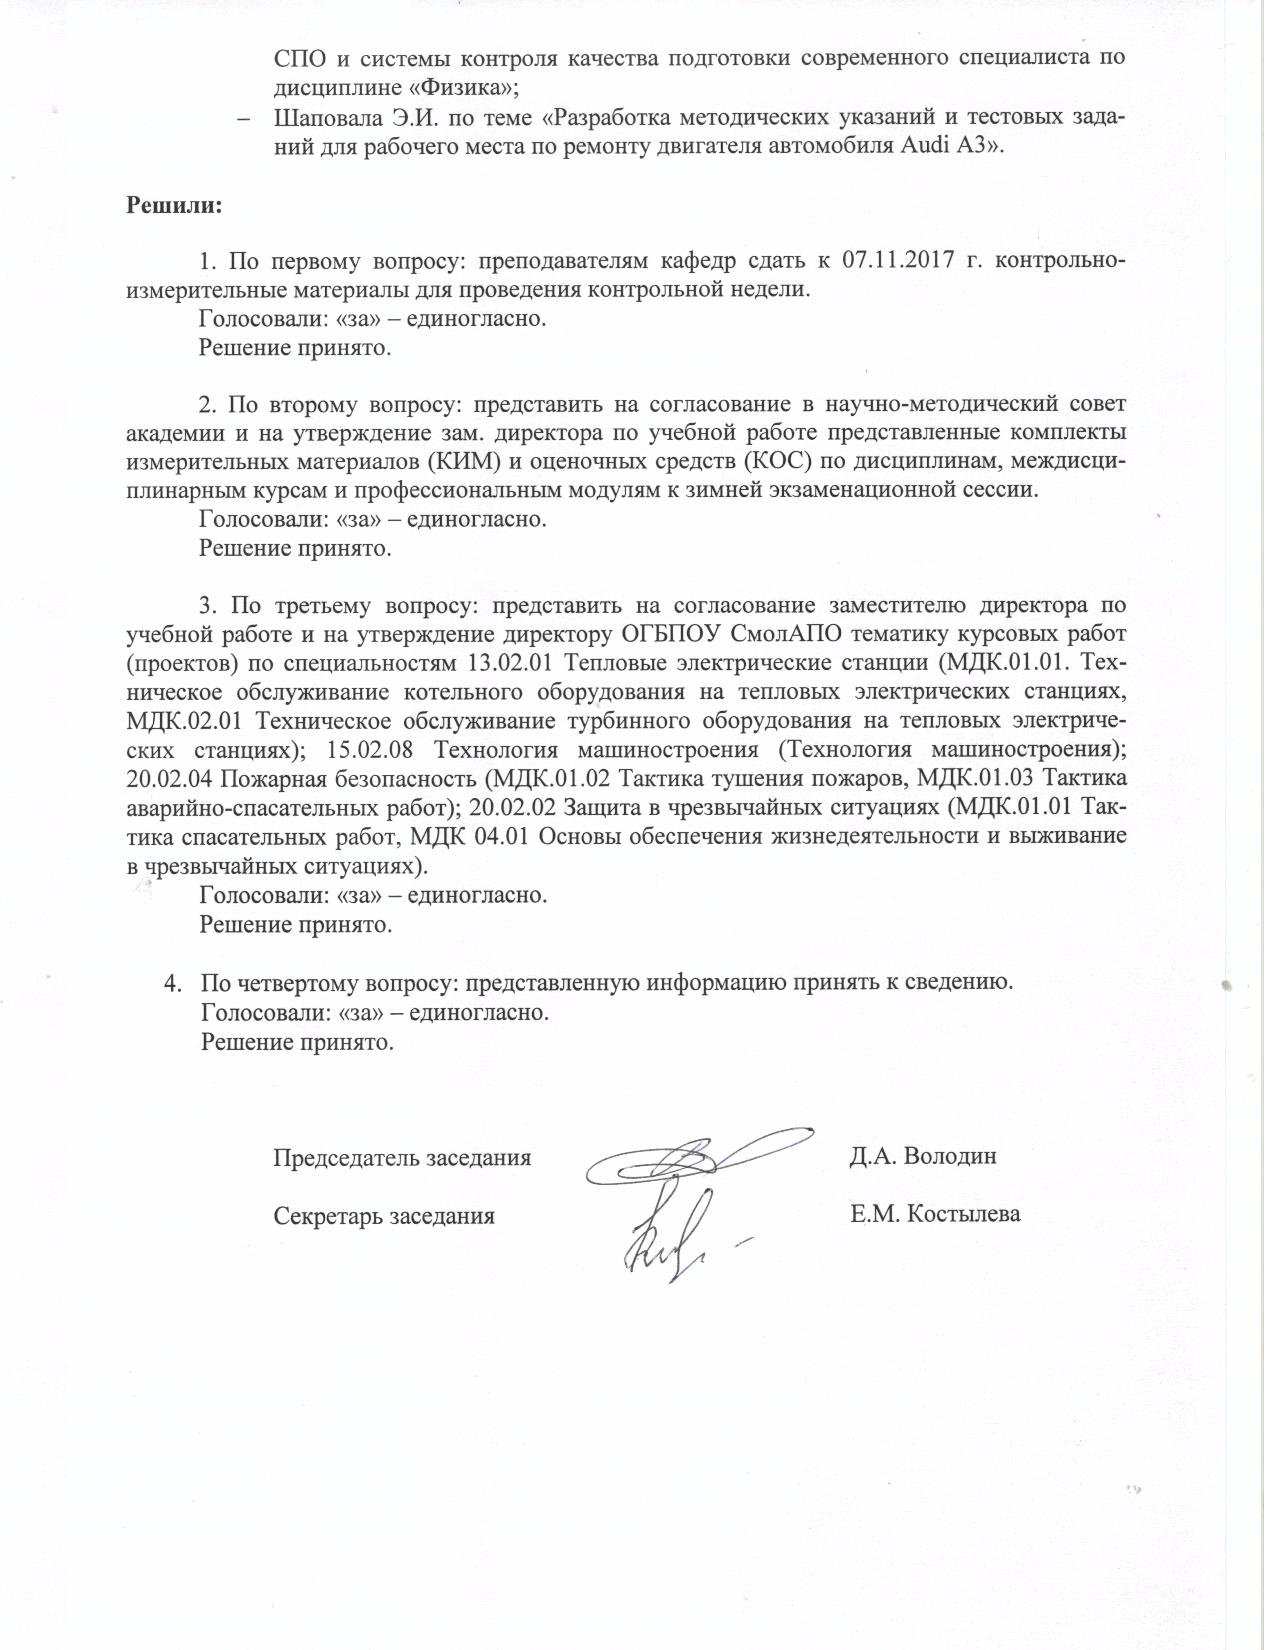 СПО и системы контроля качества подготовки современного специалиста по
дисциплине «Физика»;
– Шаповала Э.И. по теме «Разработка методических указаний и тестовых зада-
ний для рабочего места по ремонту двигателя автомобиля Audi A3».
Решили:
1. По первому вопросу: преподавателям кафедр сдать к 07.11.2017 г. контрольно-
измерительные материалы для проведения контрольной недели.
Голосовали: «за» – единогласно.
Решение принято.
2. По второму вопросу: представить на согласование в научно-методический совет
академии и на утверждение зам. директора по учебной работе представленные комплекты
измерительных материалов (КИМ) и оценочных средств (КОС) по дисциплинам, междисци-
плинарным курсам и профессиональным модулям к зимней экзаменационной сессии.
Голосовали: «за» – единогласно.
Решение принято.
3. По третьему вопросу: представить на согласование заместителю директора по
учебной работе и на утверждение директору ОГБПОУ СмолАПО тематику курсовых работ
(проектов) по специальностям 13.02.01 Тепловые электрические станции (МДК.01.01. Тех-
ническое обслуживание котельного оборудования на тепловых электрических станциях,
МДК.02.01 Техническое обслуживание турбинного оборудования на тепловых электриче-
ских станциях); 15.02.08 Технология машиностроения (Технология машиностроения);
20.02.04 Пожарная безопасность (МДК.01.02 Тактика тушения пожаров, МДК.01.03 Тактика
аварийно-спасательных работ); 20.02.02 Защита в чрезвычайных ситуациях (МДК.01.01 Так-
тика спасательных работ, МДК 04.01 Основы обеспечения жизнедеятельности и выживание
в чрезвычайных ситуациях).
Голосовали: «за» – единогласно.
Решение принято.
4. По четвертому вопросу: представленную информацию принять к сведению.
Голосовали: «за» – единогласно.
Решение принято.
Председатель заседания Д.А. Володин
Секретарь заседания Е.М. Костылева